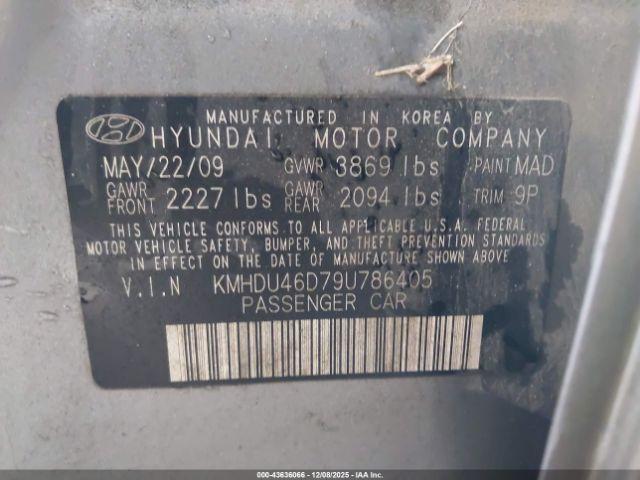 MANUFACTURED IN KOREA BY
HYUNDAI MOTOR COMPANY
MAY/22/09 GVWR 3869 lbs PAINT MAD
GAWR FRONT 2227 lbs GAWR REAR 2094 lbs TRIM 9P
THIS VEHICLE CONFORMS TO ALL APPLICABLE U.S.A. FEDERAL
MOTOR VEHICLE SAFETY, BUMPER, AND THEFT PREVENTION STANDARDS
IN EFFECT ON THE DATE OF MANUFACTURE SHOWN ABOVE
V.I.N KMHDU46D79U786405
PASSENGER CAR
000-43636066 - 12/08/2025 - IAAI.CA